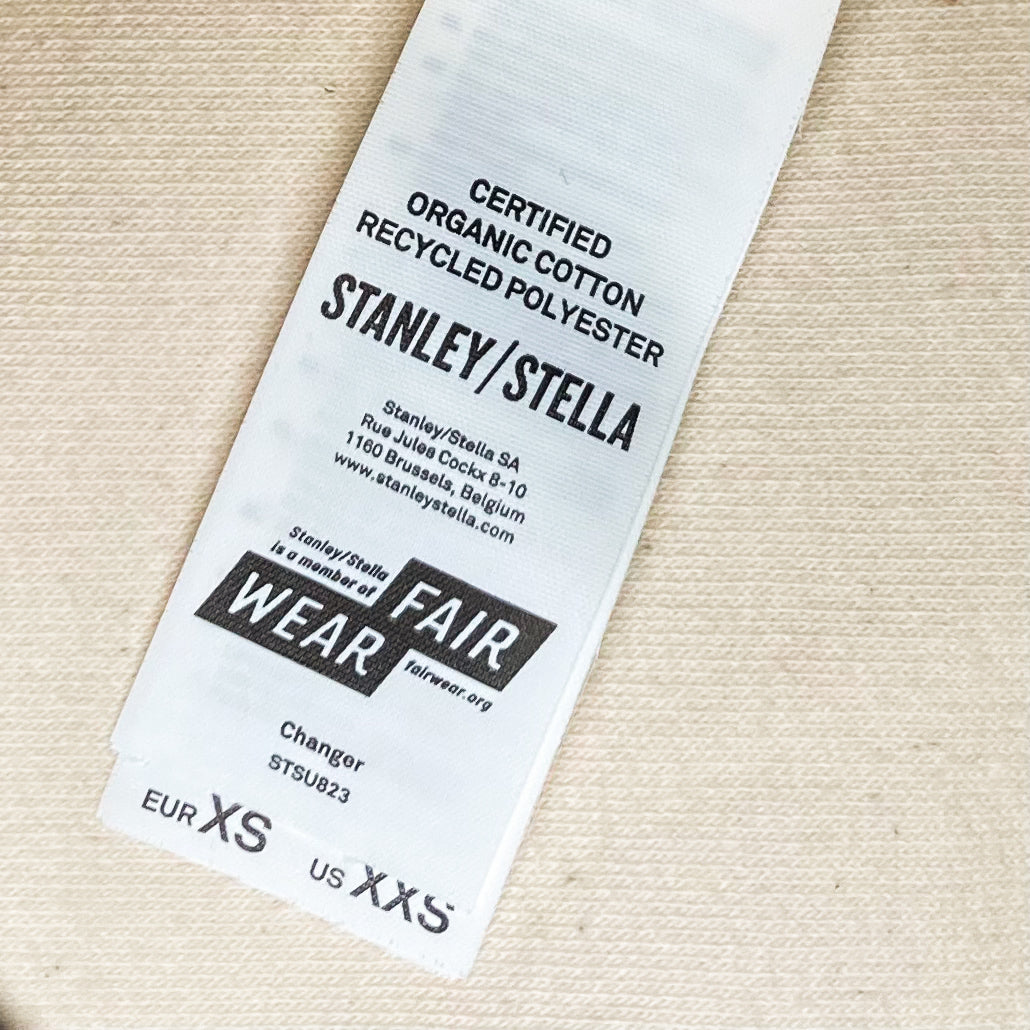 CERTIFIED
ORGANIC COTTON
RECYCLED POLYESTER
STANLEY/STELLA
Stanley/Stella SA
Rue Jules Cockx 8-10
1160 Brussels, Belgium
www.stanleystella.com
Stanley/Stella
is a member of
FAIR
WEAR
fairwear.org
Changer
STSU823
EUR XS
US XXS